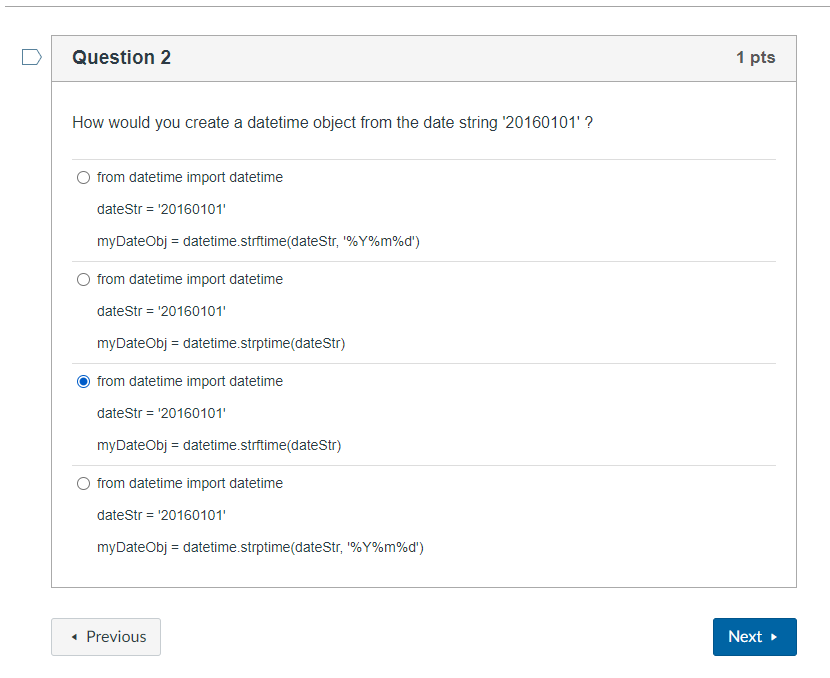 Question 2
1 pts
How would you create a datetime object from the date string '20160101' ?
from datetime import datetime
dateStr = '20160101'
myDateObj = datetime.strftime(dateStr, '%Y%m%d')
from datetime import datetime
dateStr = '20160101'
myDateObj = datetime.strptime(dateStr)
from datetime import datetime
dateStr = '20160101'
myDateObj = datetime.strftime(dateStr)
from datetime import datetime
dateStr = '20160101'
myDateObj = datetime.strptime(dateStr, '%Y%m%d')
Previous
Next